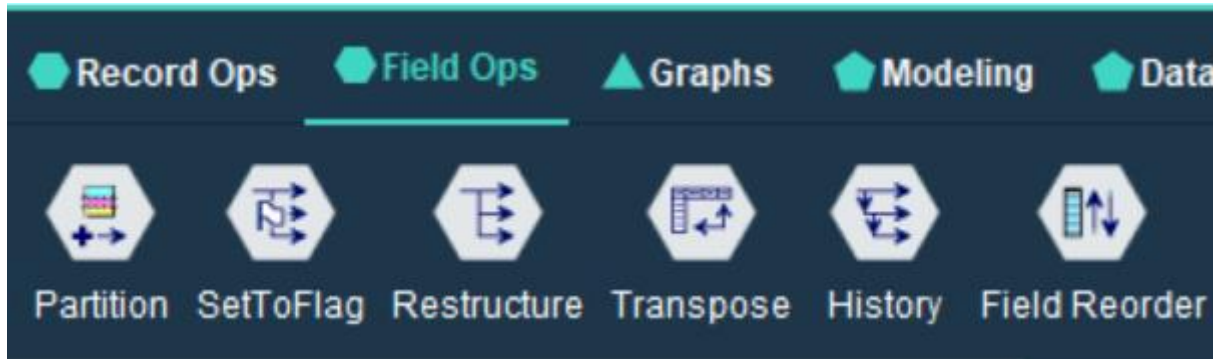 Record Ops Field Ops Graphs Modeling Data
Partition SetToFlag Restructure Transpose History Field Reorder